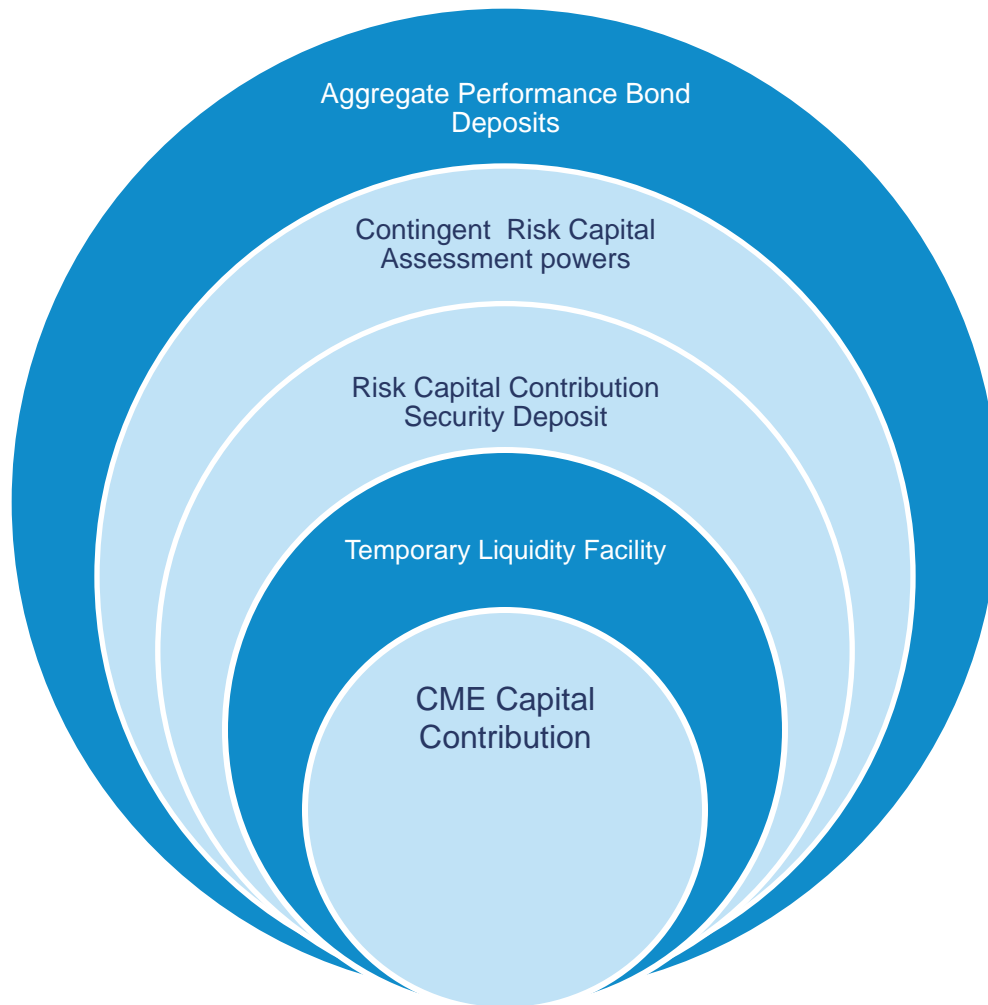 Aggregate Performance Bond
Deposits
Contingent  Risk Capital
Assessment powers
Risk Capital Contribution
Security Deposit
Temporary Liquidity Facility
CME Capital
Contribution